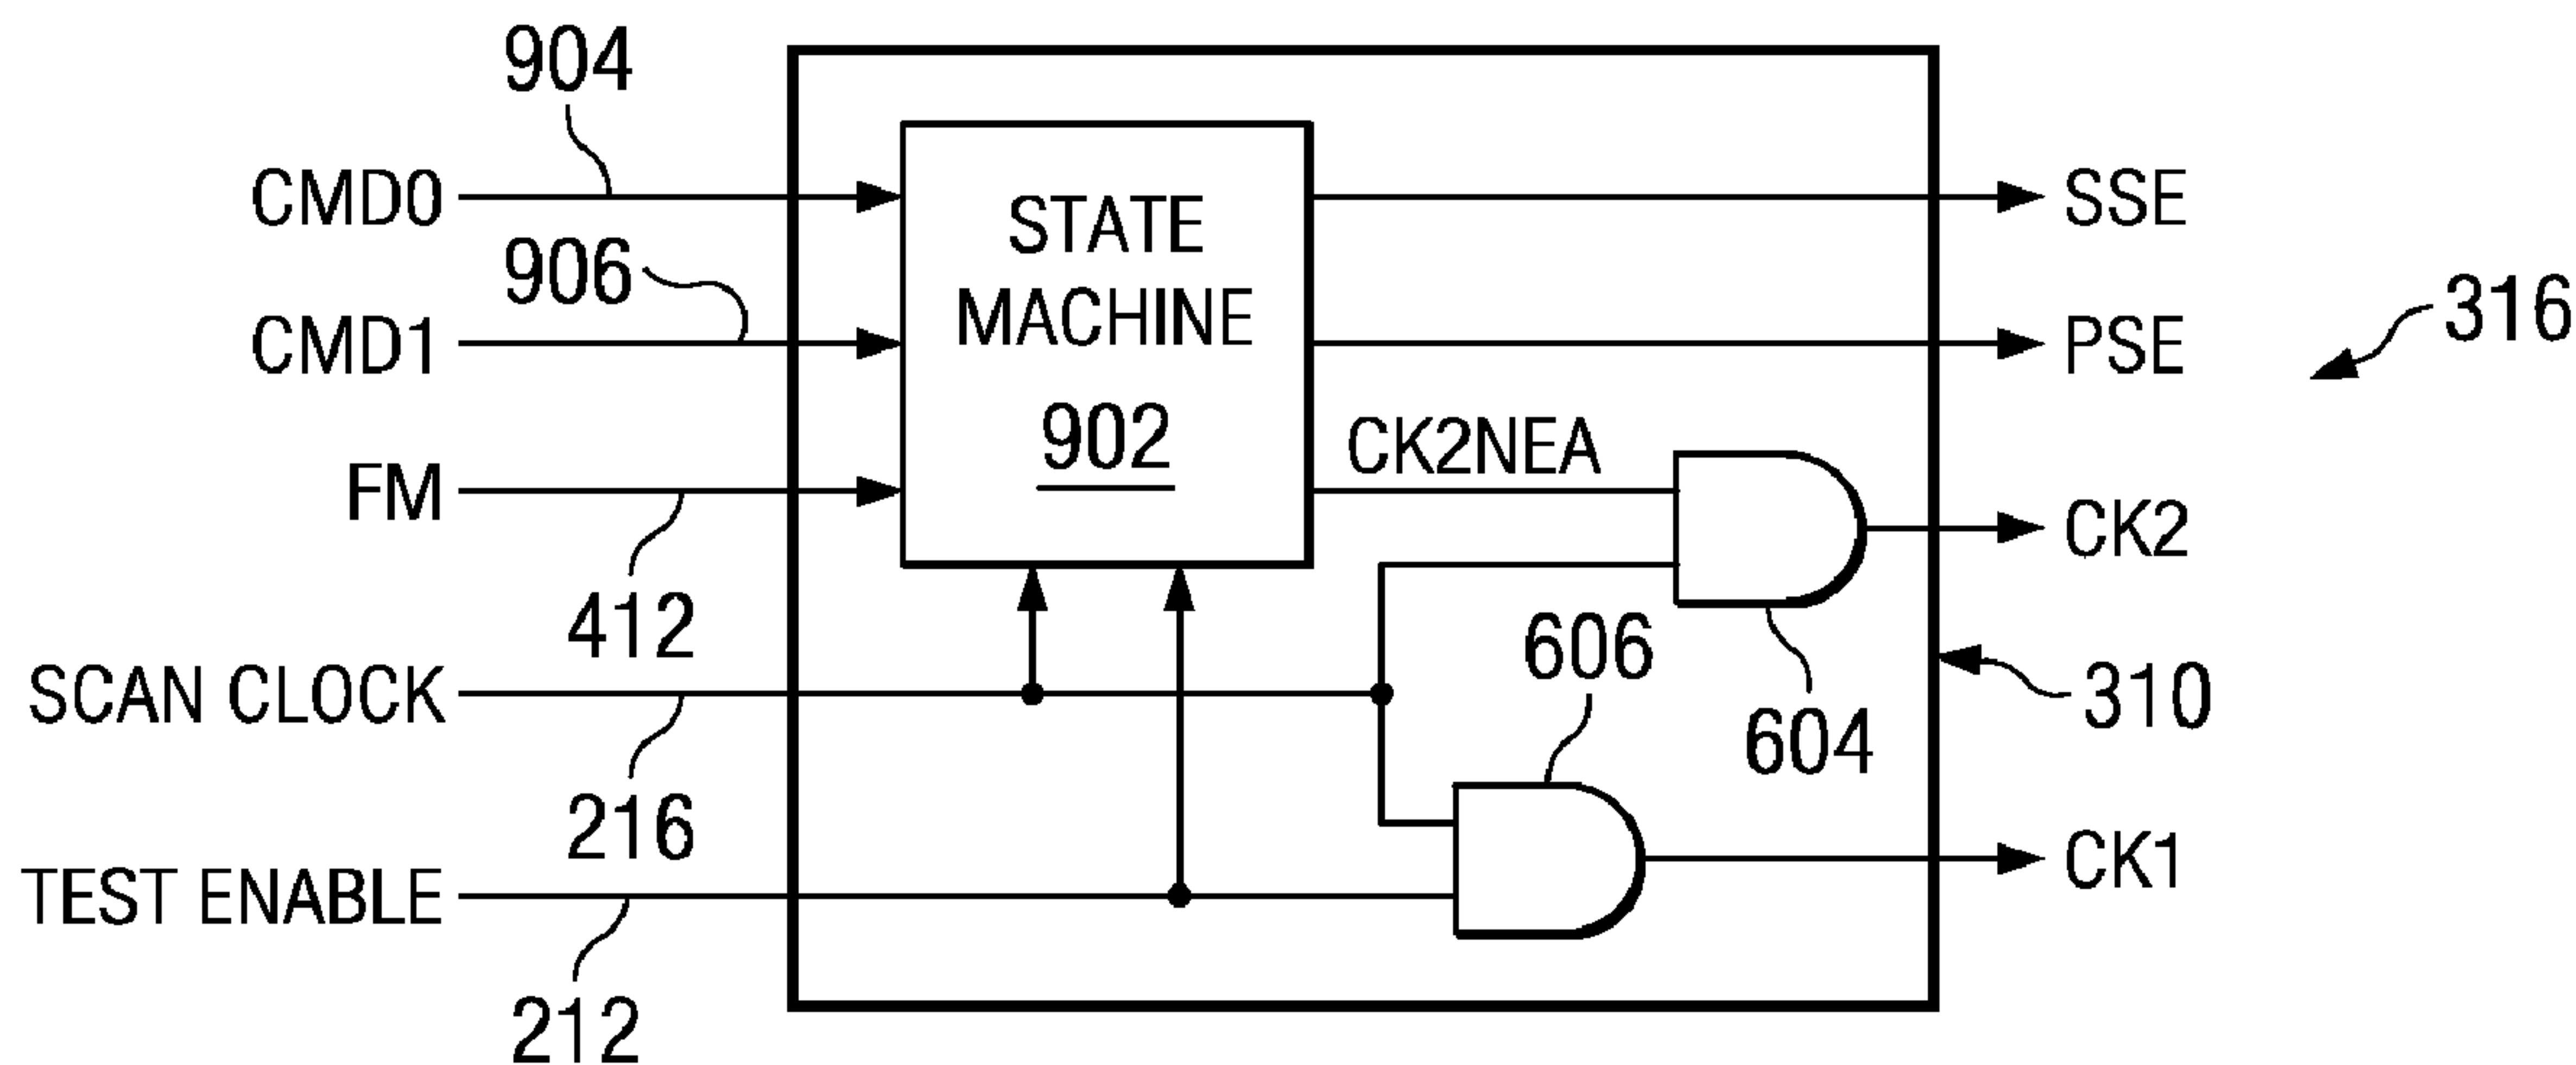 904
CMD0
906
CMD1
FM
412
SCAN CLOCK
216
TEST ENABLE
212
STATE
MACHINE
902
CK2NEA
606
604
SSE
PSE
CK2
CK1
316
310